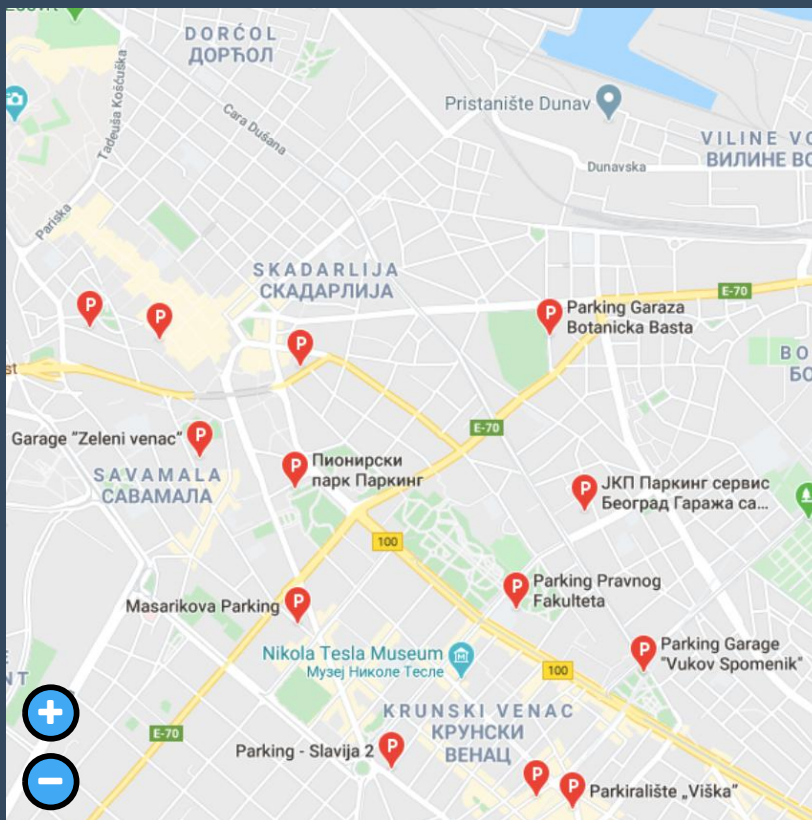 DORĆOL
ДОРЋОЛ
Tadeuša Košćuška
Cara Dušana
Pristanište Dunav
VILINE VO
ВИЛИНЕ ВО
Dunavska
Pariska
SKADARLIJA
СКАДАРЛИЈА
E-70
P
P
P
P
Parking Garaza
Botanicka Basta
BO
БО
st
E-70
Garage "Zeleni venac"
P
SAVAMALA
САВАМАЛА
P
Пионирски
парк Паркинг
P
ЈКП Паркинг сервис
Београд Гаража са...
100
P
Parking Pravnog
Fakulteta
Masarikova Parking
P
Nikola Tesla Museum
Музеј Николе Тесле
P
Parking Garage
"Vukov Spomenik"
100
NT
KRUNSKI VENAC
КРУНСКИ
ВЕНАЦ
E-70
Parking - Slavija 2
P
P
P
Parkiralište „Viška"